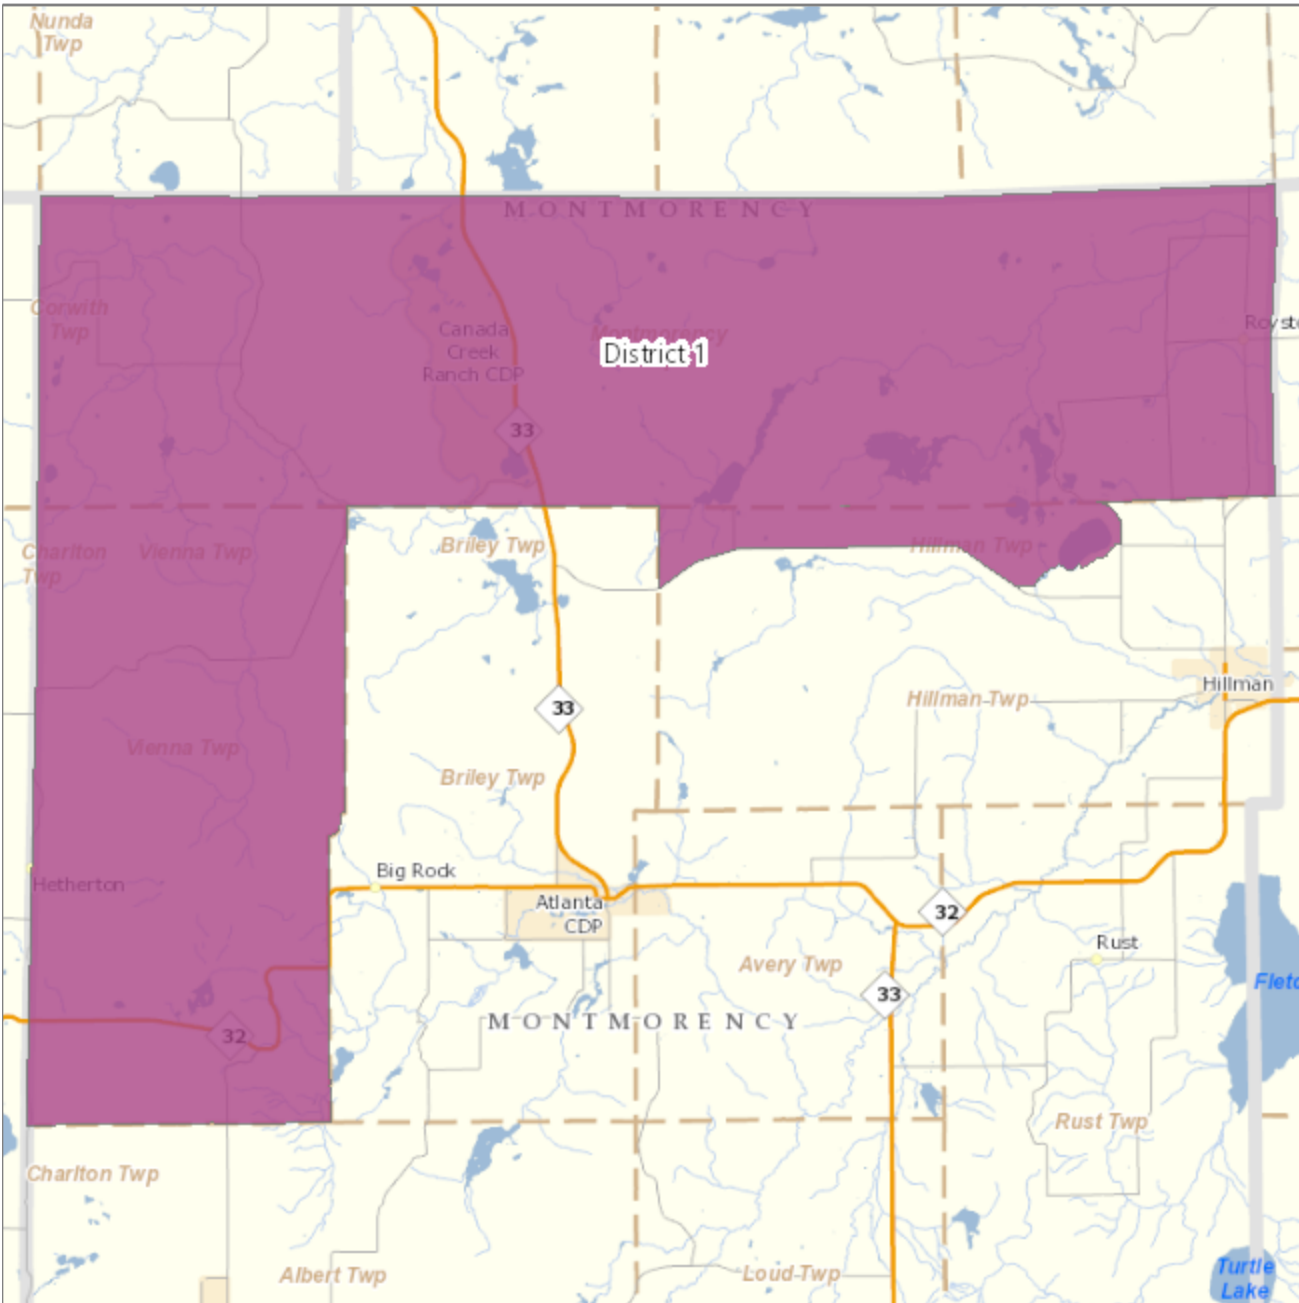 Nunda
Twp
MONTMORENCY
Corwith
Twp
Canada
Creek
Ranch CDP
Montmorency
District 1
33
Charlton
Twp
Vienna Twp
Briley Twp
Hillman Twp
Hillman
Hillman Twp
33
Vienna Twp
Briley Twp
Hetherton
Big Rock
Atlanta
CDP
32
Rust
Avery Twp
33
MONTMORENCY
32
Rust Twp
Charlton Twp
Albert Twp
Loud Twp
Turtle
Lake